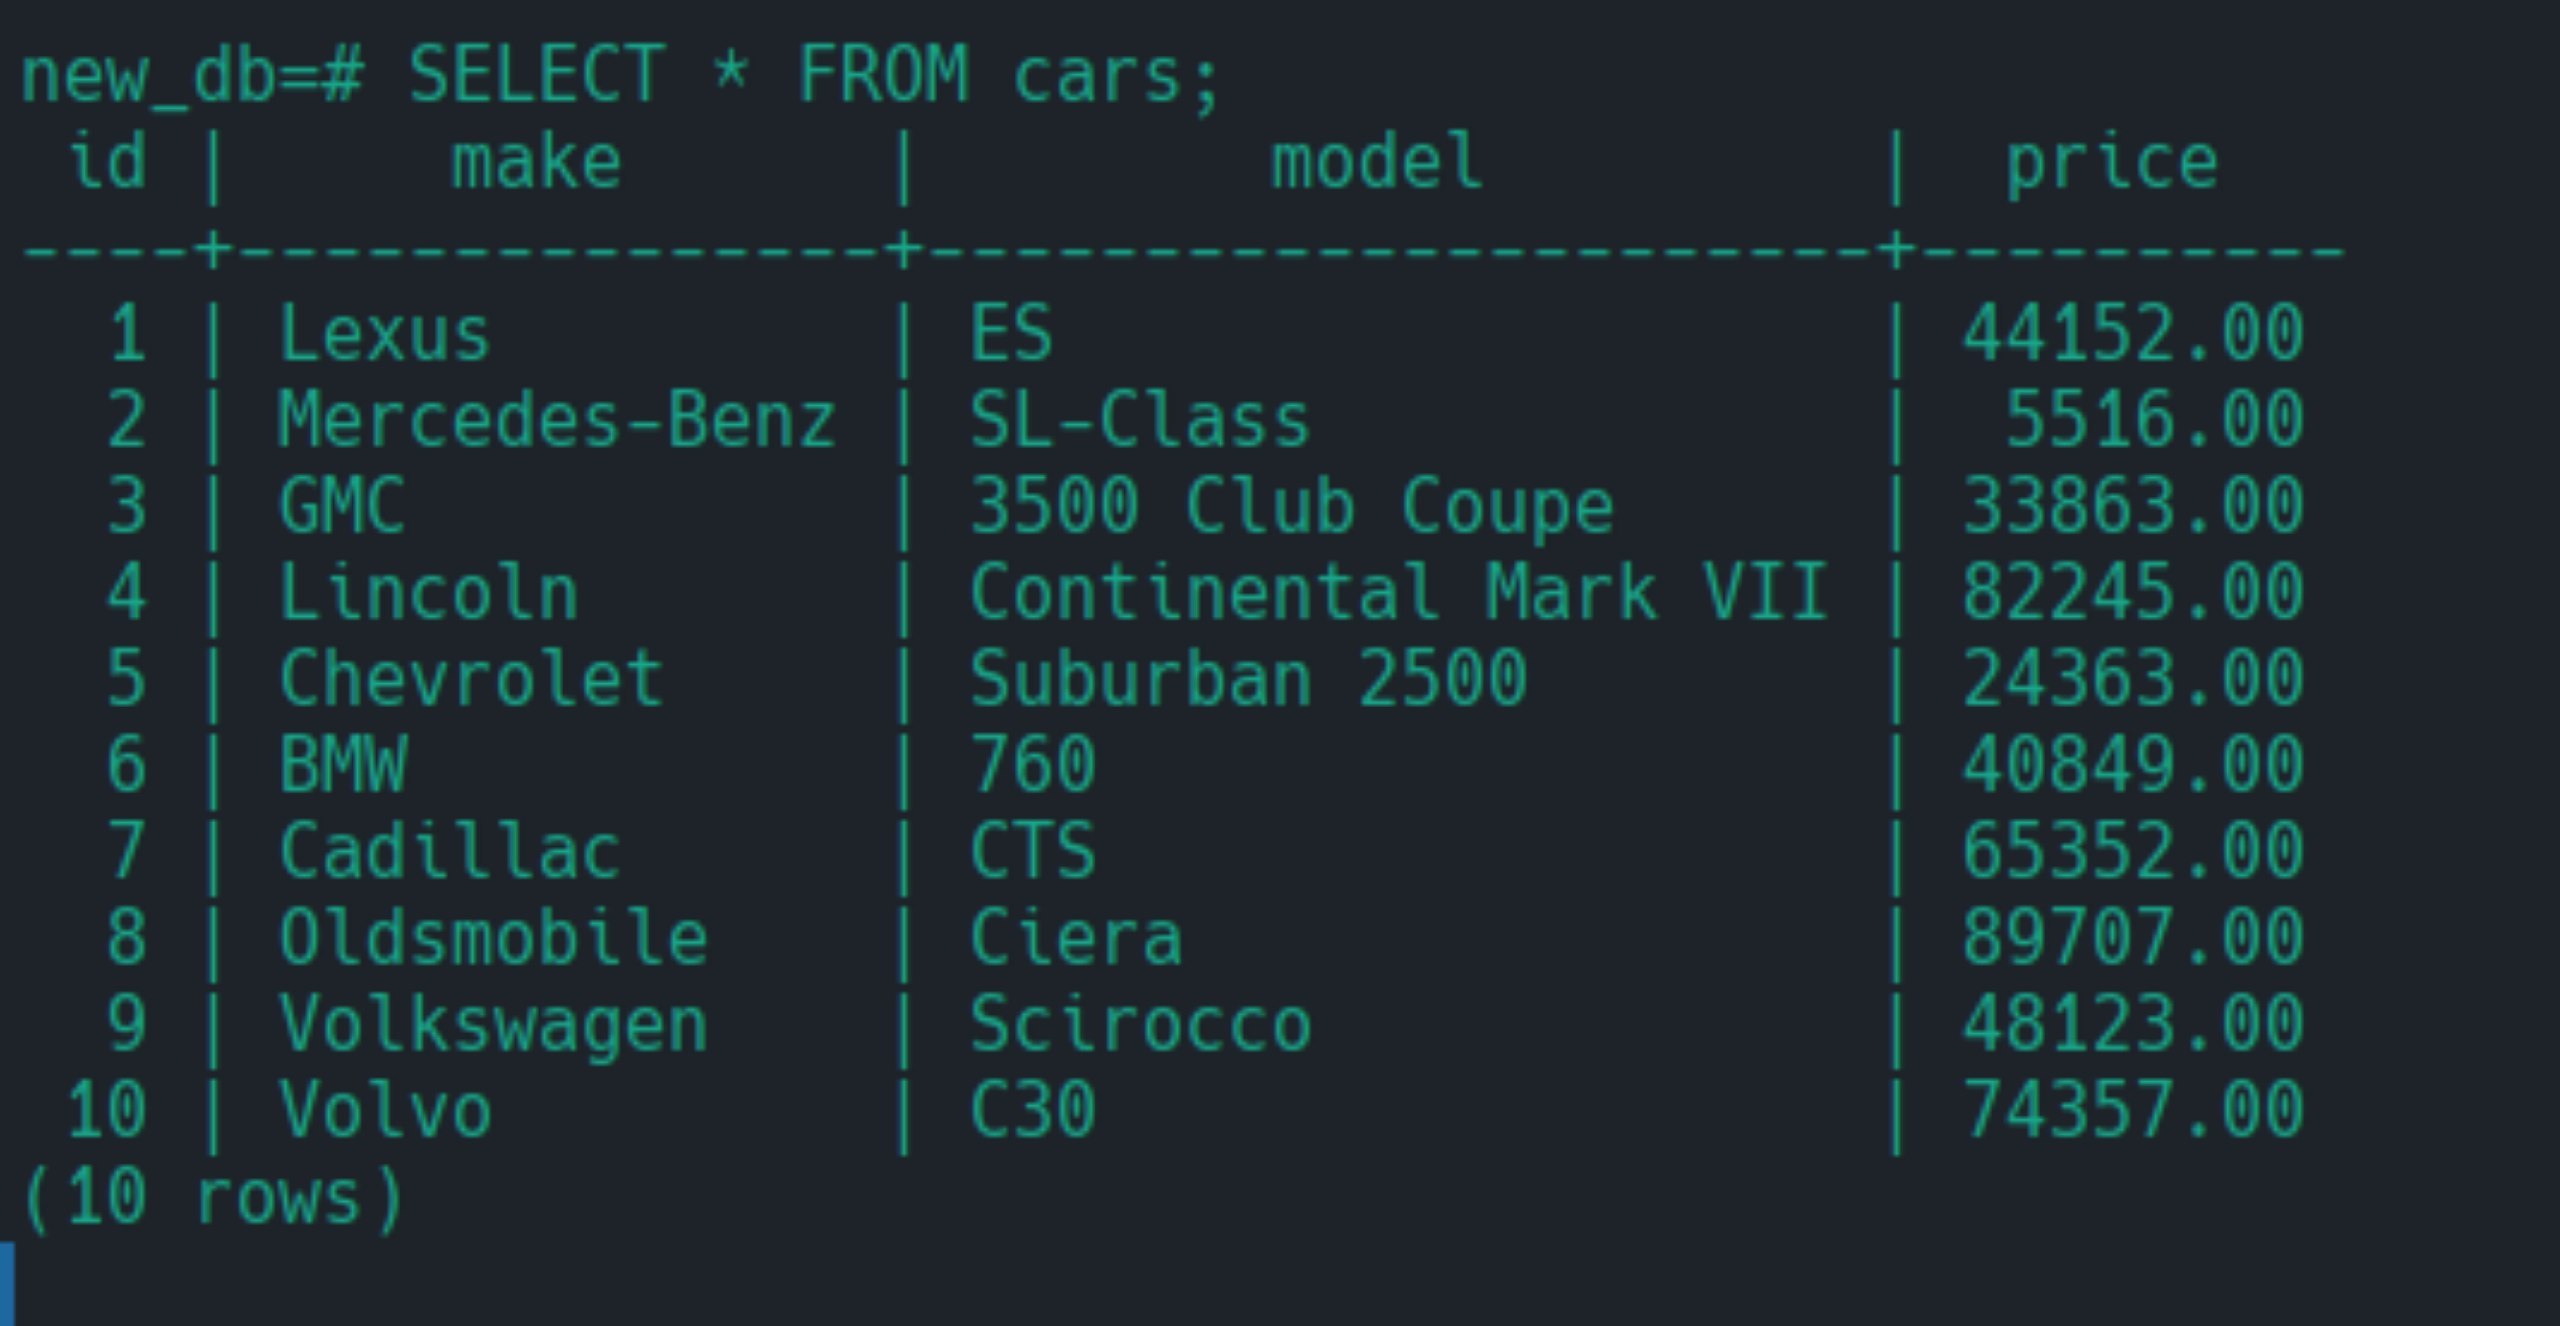 new_db=# SELECT * FROM cars;
 id |     make      |        model         |  price
----+---------------+----------------------+----------
  1 | Lexus         | ES                   | 44152.00
  2 | Mercedes-Benz | SL-Class             |  5516.00
  3 | GMC           | 3500 Club Coupe      | 33863.00
  4 | Lincoln       | Continental Mark VII | 82245.00
  5 | Chevrolet     | Suburban 2500        | 24363.00
  6 | BMW           | 760                  | 40849.00
  7 | Cadillac      | CTS                  | 65352.00
  8 | Oldsmobile    | Ciera                | 89707.00
  9 | Volkswagen    | Scirocco             | 48123.00
 10 | Volvo         | C30                  | 74357.00
(10 rows)